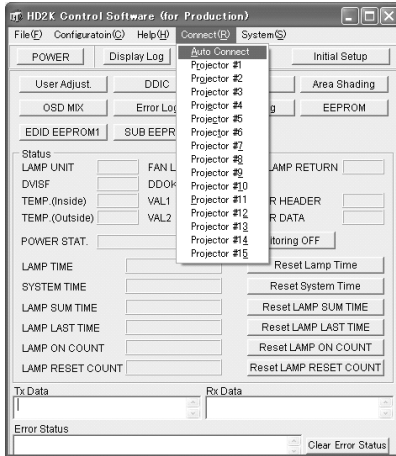 HD2K Control Software (for Production)
File(F) Configuratoin(C) Help(H) Connect(R) System(S)
POWER Display Log Initial Setup
Auto Connect
Projector #1
Projector #2
Projector #3
Projector #4
Projector #5
Projector #6
Projector #7
Projector #8
Projector #9
Projector #10
Projector #11
Projector #12
Projector #13
Projector #14
Projector #15
User Adjust. DDIC Area Shading
OSD MIX Error Log EEPROM
EDID EEPROM1 SUB EEPR
Status
LAMP UNIT FAN L LAMP RETURN
DVISF DDOK
TEMP.(Inside) VAL1 R HEADER
TEMP.(Outside) VAL2 R DATA
POWER STAT. itoring OFF
LAMP TIME Reset Lamp Time
SYSTEM TIME Reset System Time
LAMP SUM TIME Reset LAMP SUM TIME
LAMP LAST TIME Reset LAMP LAST TIME
LAMP ON COUNT Reset LAMP ON COUNT
LAMP RESET COUNT Reset LAMP RESET COUNT
Tx Data Rx Data
Error Status
Clear Error Status